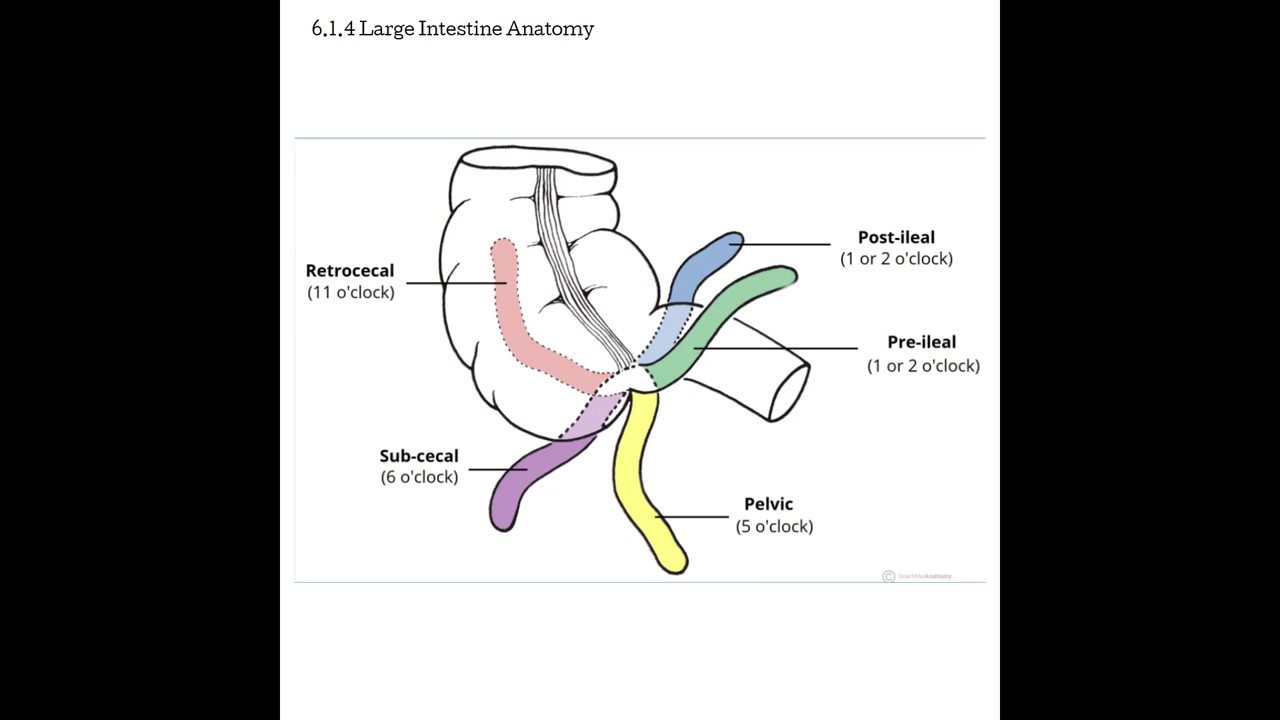 6.1.4 Large Intestine Anatomy
Post-ileal
(1 or 2 o'clock)
Retrocecal
(11 o'clock)
Pre-ileal
(1 or 2 o'clock)
Sub-cecal
(6 o'clock)
Pelvic
(5 o'clock)
© TeachMeAnatomy